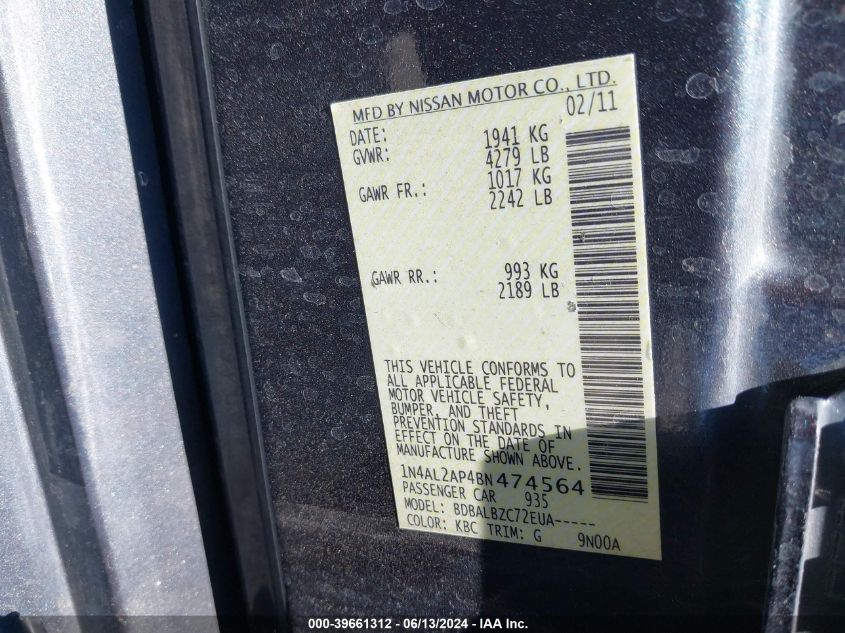 MFD BY NISSAN MOTOR CO., LTD.
DATE: 02/11
GVWR: 1941 KG
4279 LB
GAWR FR.: 1017 KG
2242 LB
GAWR RR.: 993 KG
2189 LB
THIS VEHICLE CONFORMS TO
ALL APPLICABLE FEDERAL
MOTOR VEHICLE SAFETY,
BUMPER, AND THEFT
PREVENTION STANDARDS IN
EFFECT ON THE DATE OF
MANUFACTURE SHOWN ABOVE.
1N4AL2AP4BN474564
PASSENGER CAR 935
MODEL: BDBALBZC72EUA-----
COLOR: KBC TRIM: G 9N00A
000-39661312 - 06/13/2024 - IAA Inc.